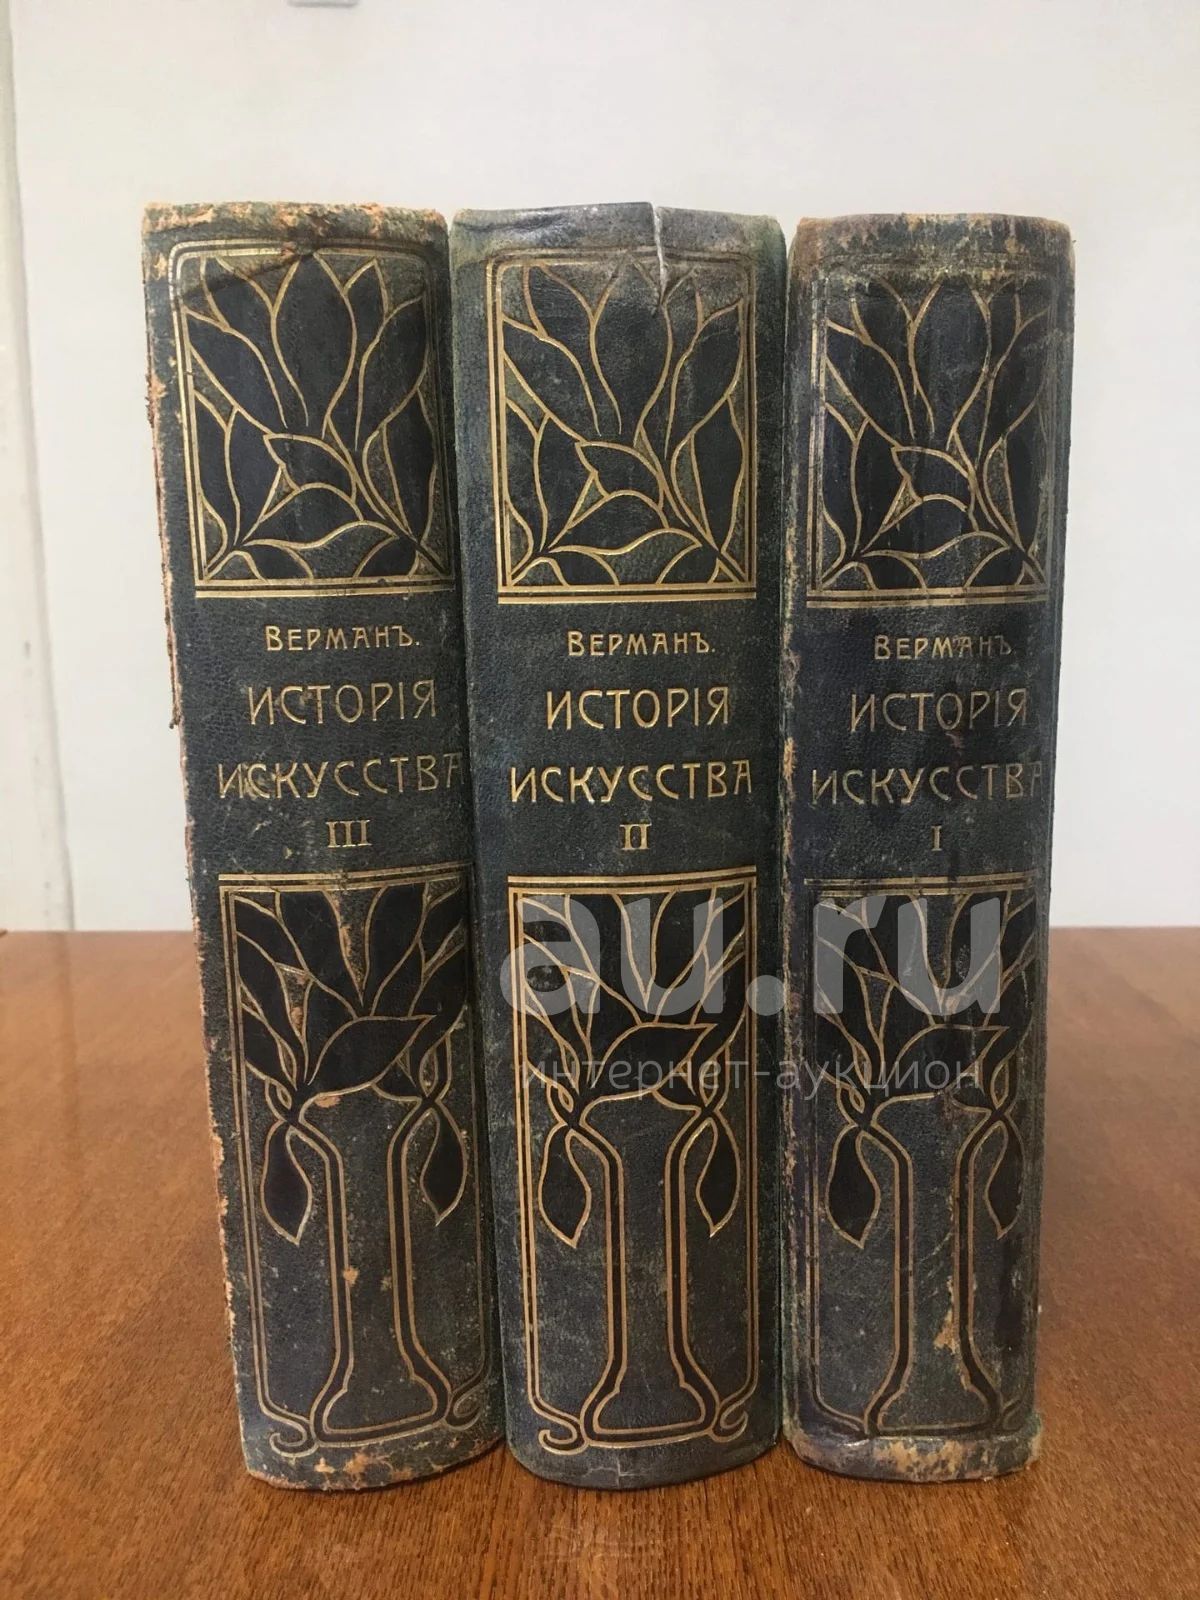 Верманъ.
Исторія
Искусства
III
Верманъ.
Исторія
Искусства
II
Верманъ
Исторія
Искусства
I
au.ru
интернет-аукцион